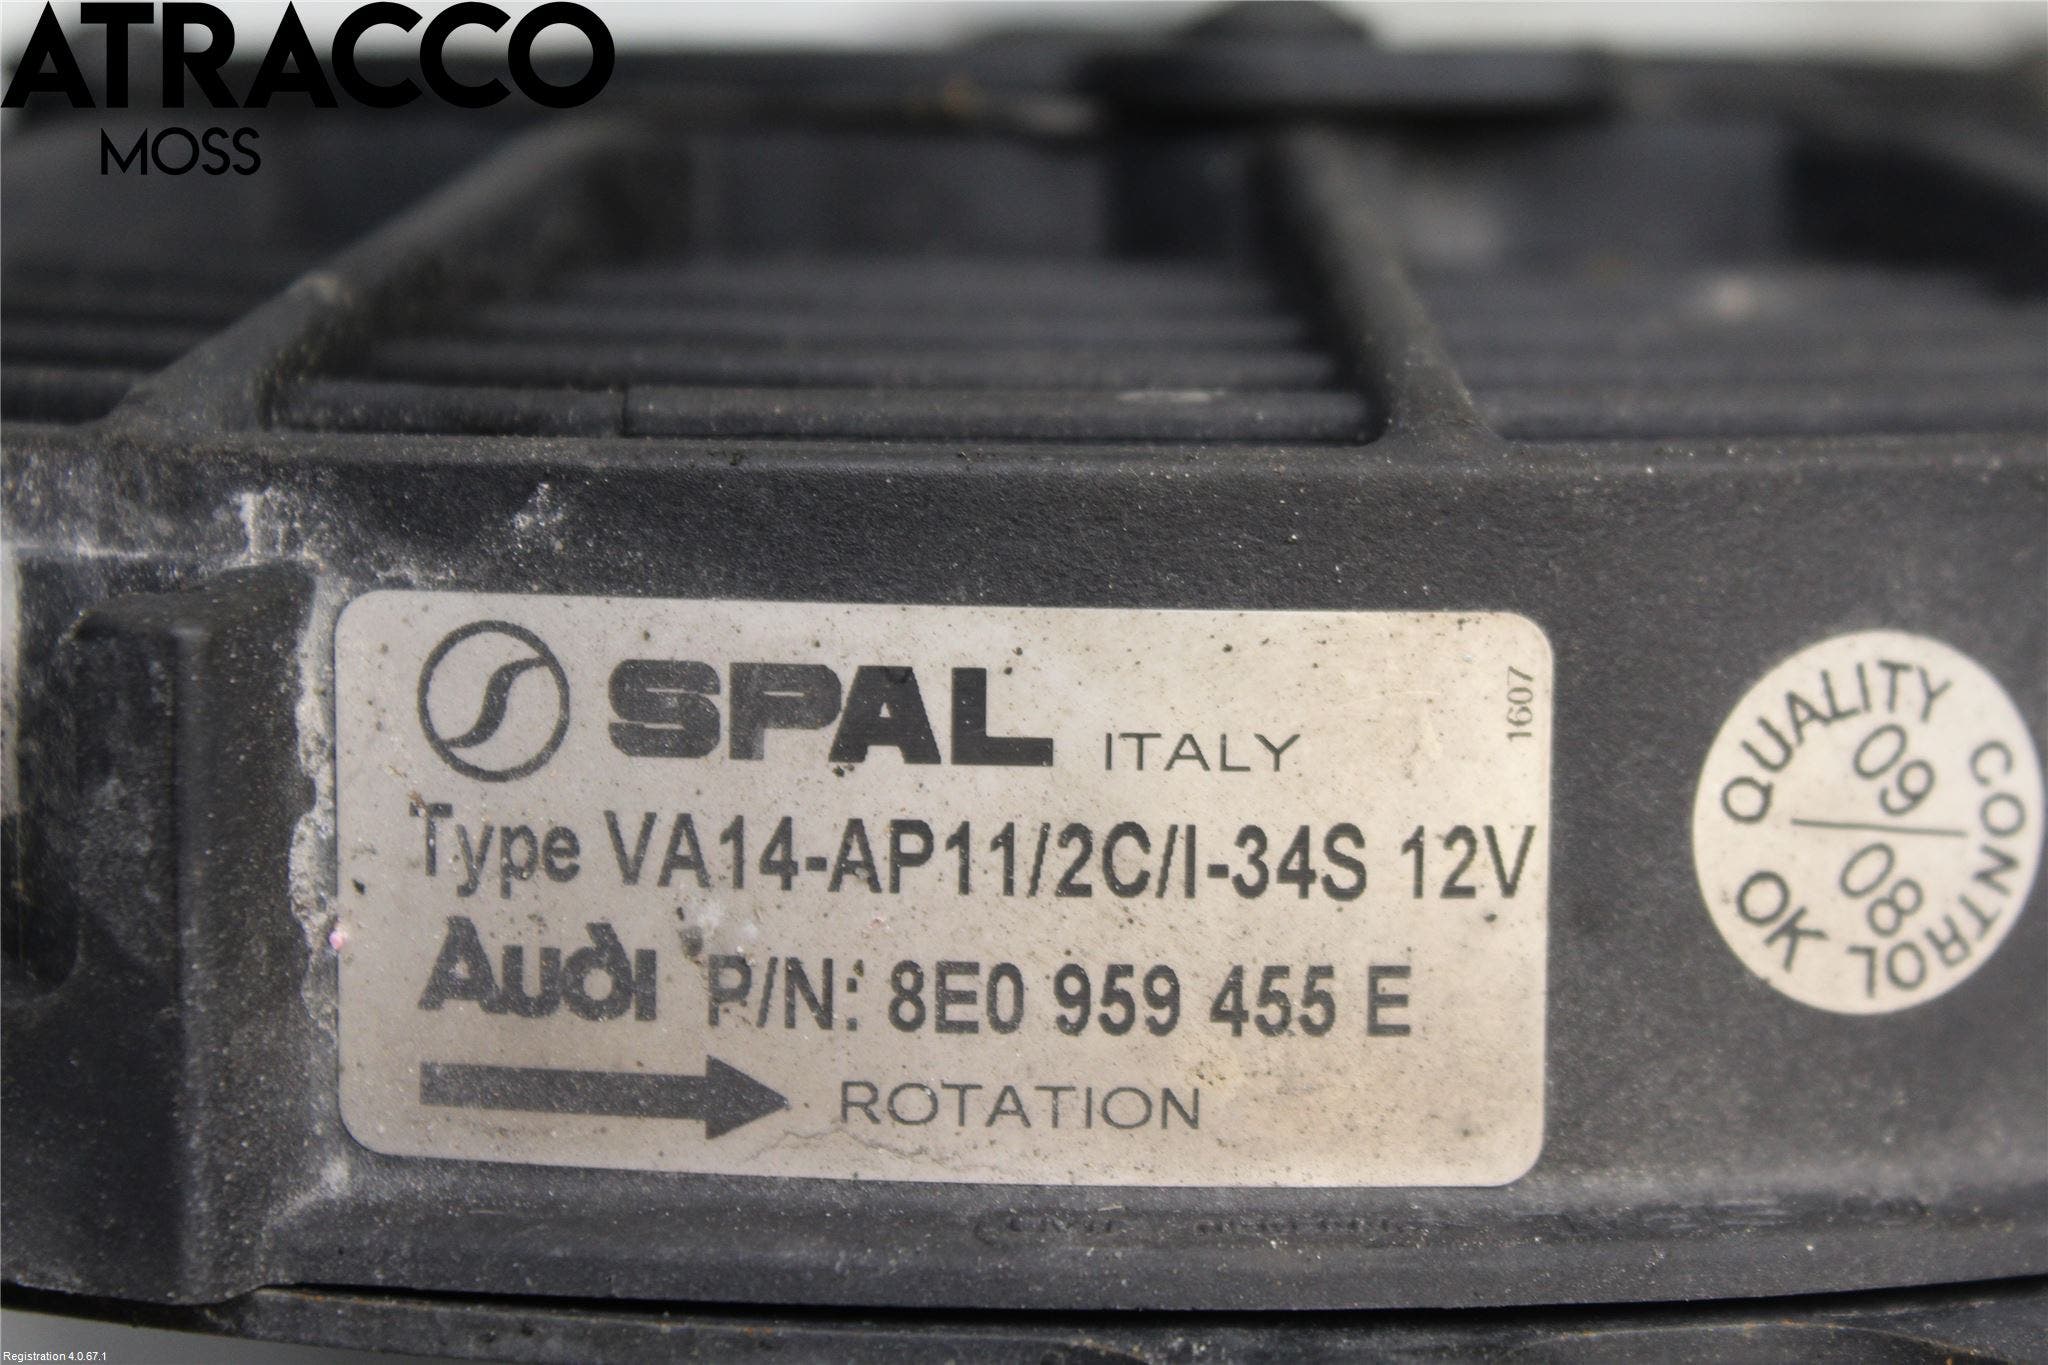 ATRACCO
MOSS
SPAL ITALY
1607
Type VA14-AP11/2C/I-34S 12V
Audi P/N: 8E0 959 455 E
ROTATION
QUALITY CONTROL OK
09
08
Registration 4.0.67.1